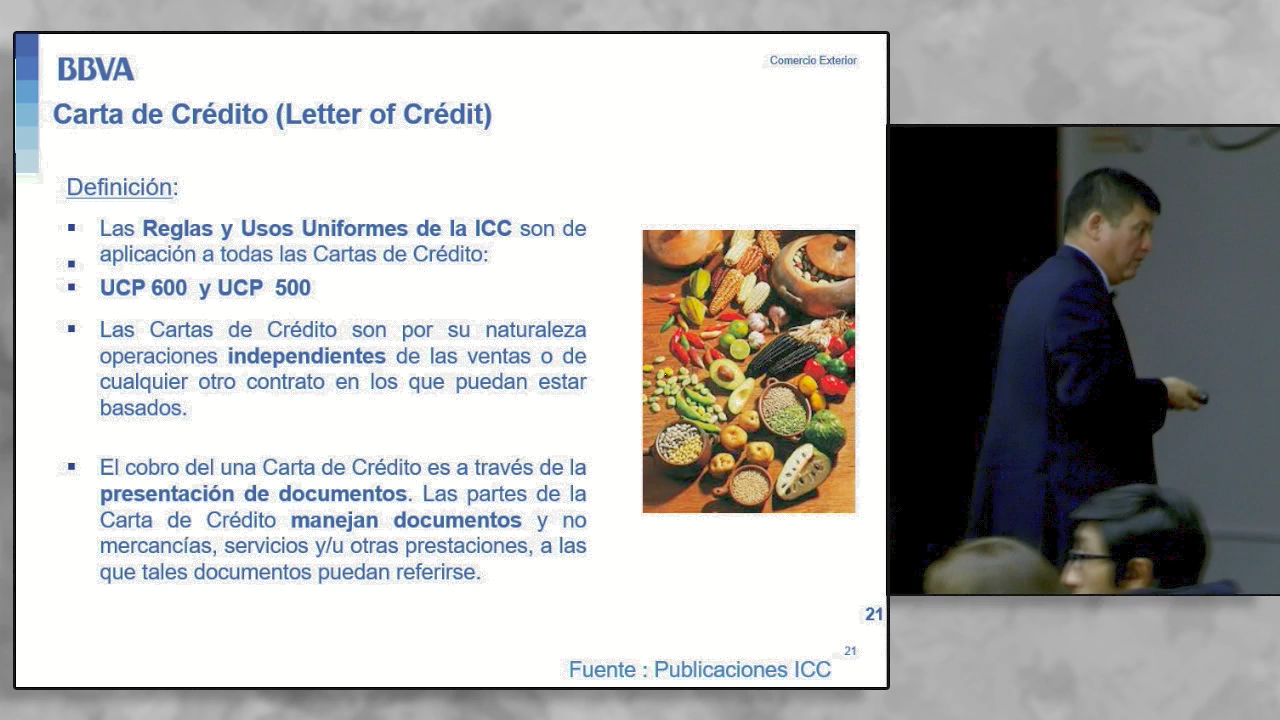 BBVA
Comercio Exterior
Carta de Crédito (Letter of Crédit)
Definición:
▪ Las Reglas y Usos Uniformes de la ICC son de
aplicación a todas las Cartas de Crédito:
▪
▪ UCP 600 y UCP 500
▪ Las Cartas de Crédito son por su naturaleza
operaciones independientes de las ventas o de
cualquier otro contrato en los que puedan estar
basados.
▪ El cobro del una Carta de Crédito es a través de la
presentación de documentos. Las partes de la
Carta de Crédito manejan documentos y no
mercancías, servicios y/u otras prestaciones, a las
que tales documentos puedan referirse.
21
21
Fuente : Publicaciones ICC